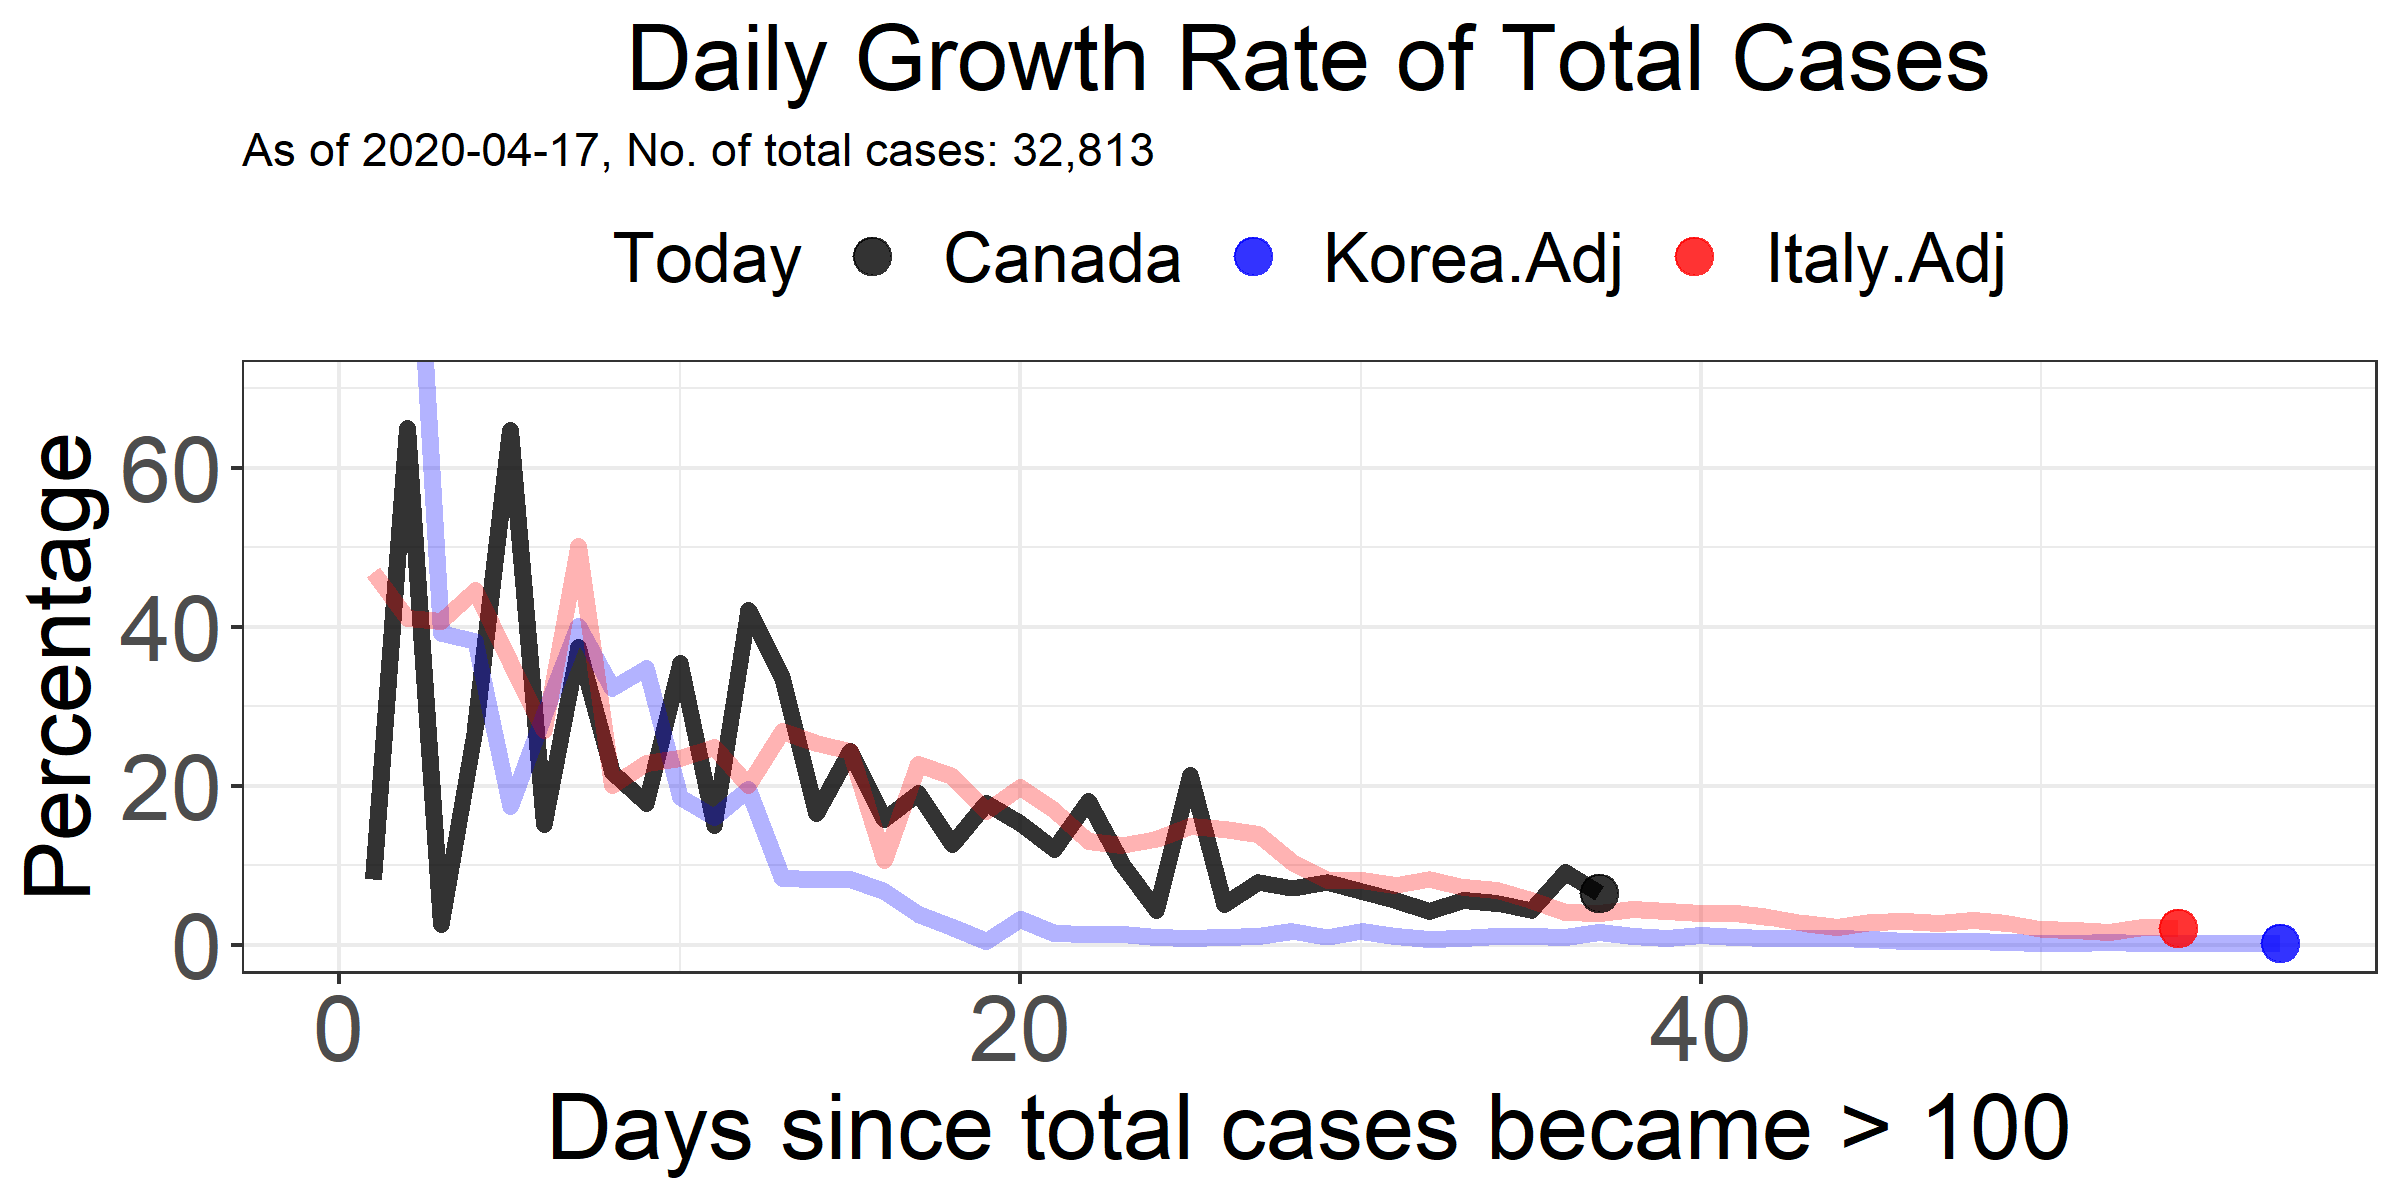 Daily Growth Rate of Total Cases
As of 2020-04-17, No. of total cases: 32,813
Today Canada Korea.Adj Italy.Adj
Percentage
60
40
20
0
0 20 40
Days since total cases became > 100